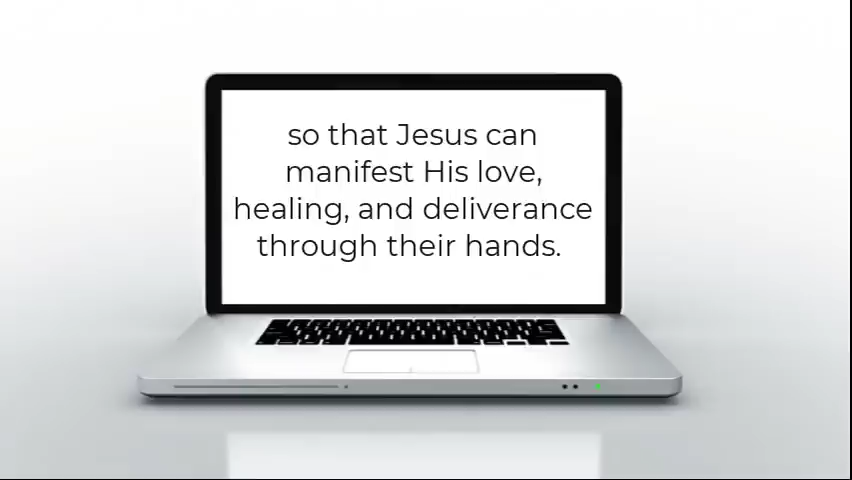 so that Jesus can
manifest His love,
healing, and deliverance
through their hands.